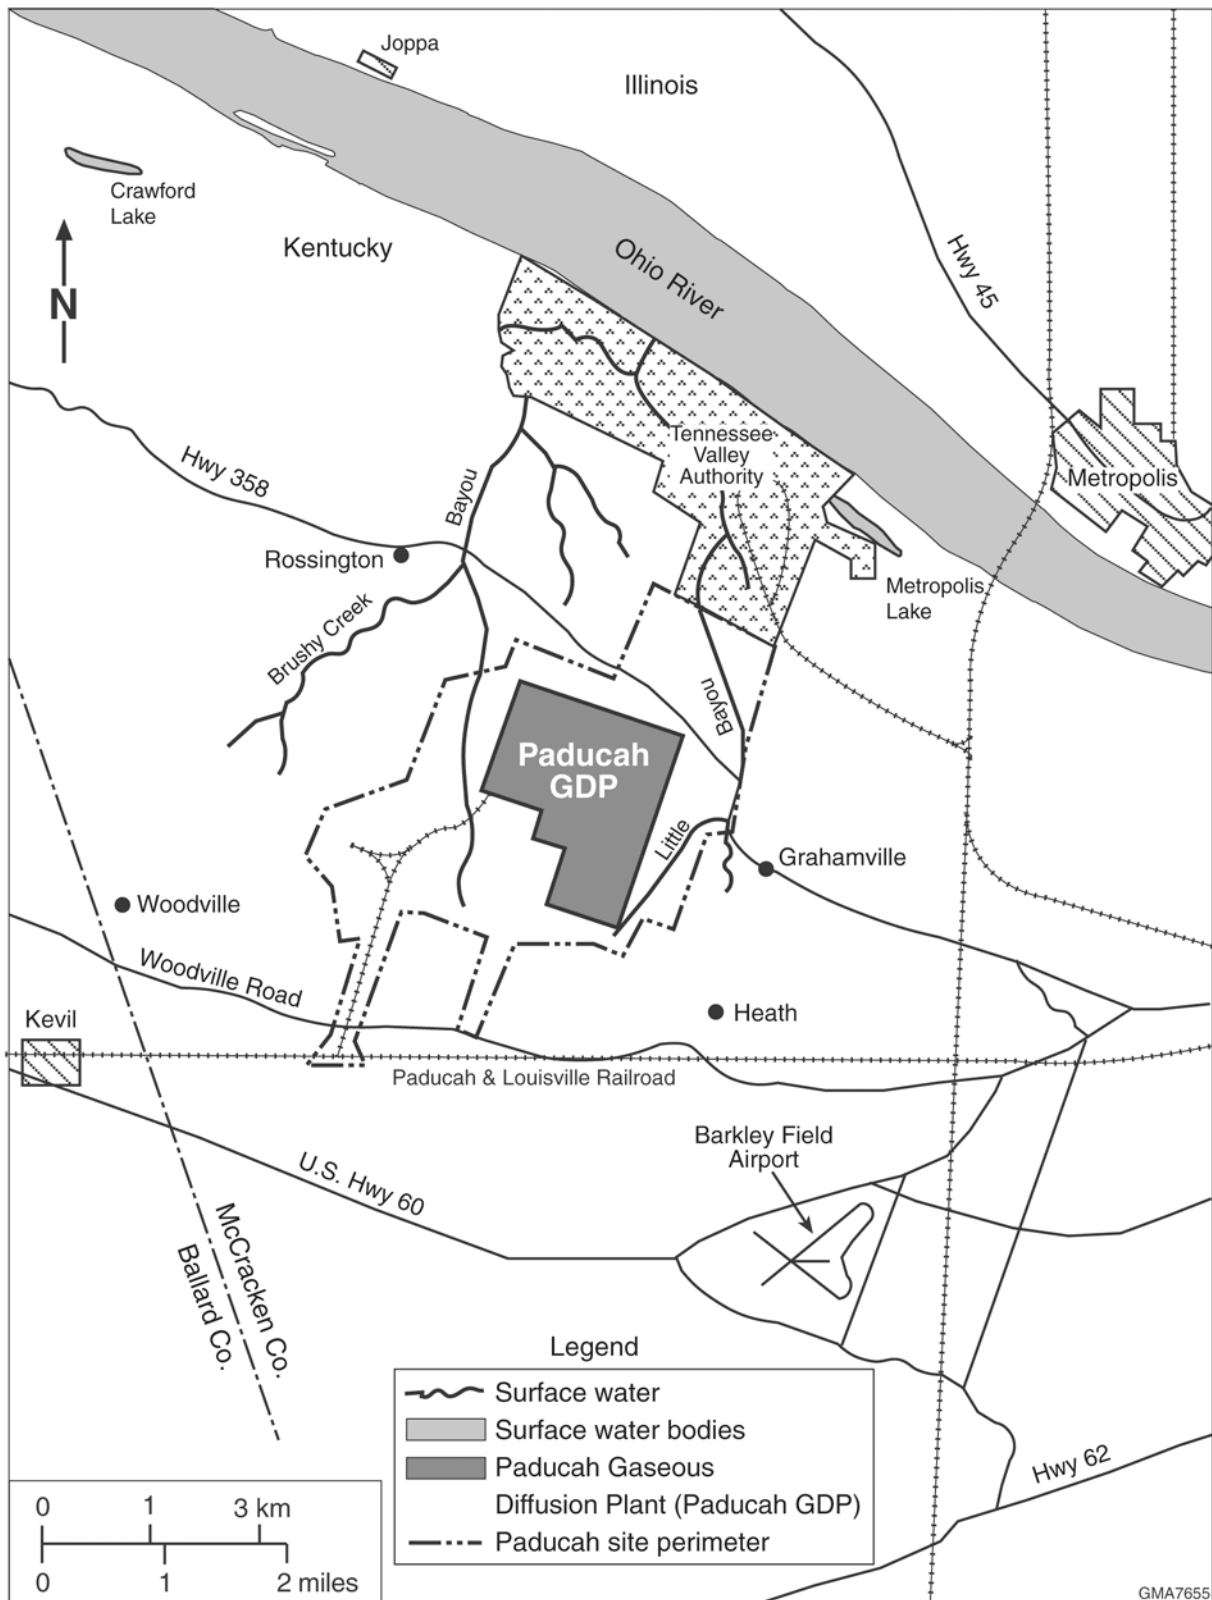 Joppa
Illinois
Crawford
Lake
Kentucky
N
Ohio River
Hwy 45
Hwy 358
Bayou
Tennessee
Valley
Authority
Metropolis
Rossington
Metropolis
Lake
Brushy Creek
Bayou
Paducah
GDP
Little
Grahamville
Woodville
Woodville Road
Heath
Kevil
Paducah & Louisville Railroad
Barkley Field
Airport
U.S. Hwy 60
McCracken Co.
Ballard Co.
Legend
Surface water
Surface water bodies
Paducah Gaseous
Diffusion Plant (Paducah GDP)
Paducah site perimeter
Hwy 62
0 1 3 km
0 1 2 miles
GMA7655